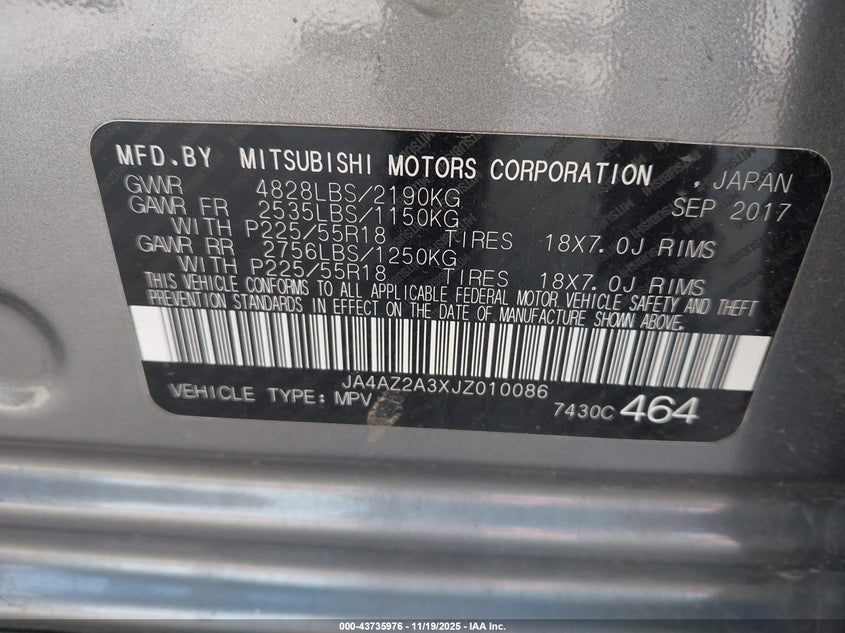 MFD.BY MITSUBISHI MOTORS CORPORATION , JAPAN
GVWR 4828LBS/2190KG SEP 2017
GAWR FR 2535LBS/1150KG
WITH P225/55R18 TIRES 18X7.0J RIMS
GAWR RR 2756LBS/1250KG
WITH P225/55R18 TIRES 18X7.0J RIMS
THIS VEHICLE CONFORMS TO ALL APPLICABLE FEDERAL MOTOR VEHICLE SAFETY AND THEFT
PREVENTION STANDARDS IN EFFECT ON THE DATE OF MANUFACTURE SHOWN ABOVE.
JA4AZ2A3XJZ010086
VEHICLE TYPE: MPV 7430C 464
000-43735976 - 11/19/2025 - IAA Inc.